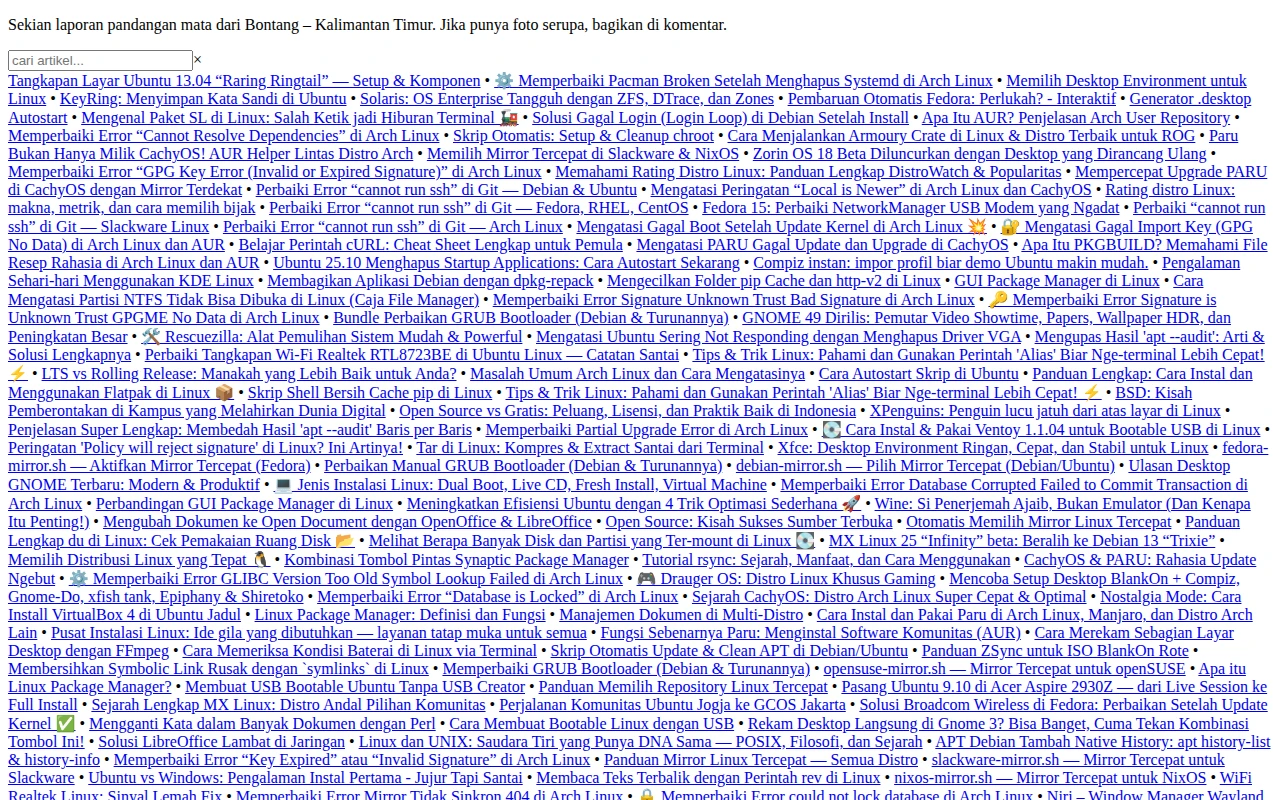 Sekian laporan pandangan mata dari Bontang – Kalimantan Timur. Jika punya foto serupa, bagikan di komentar.
cari artikel... ×
Tangkapan Layar Ubuntu 13.04 “Raring Ringtail” — Setup & Komponen • ⚙️ Memperbaiki Pacman Broken Setelah Menghapus Systemd di Arch Linux • Memilih Desktop Environment untuk
Linux • KeyRing: Menyimpan Kata Sandi di Ubuntu • Solaris: OS Enterprise Tangguh dengan ZFS, DTrace, dan Zones • Pembaruan Otomatis Fedora: Perlukah? - Interaktif • Generator .desktop
Autostart • Mengenal Paket SL di Linux: Salah Ketik jadi Hiburan Terminal 🚂 • Solusi Gagal Login (Login Loop) di Debian Setelah Install • Apa Itu AUR? Penjelasan Arch User Repository •
Memperbaiki Error “Cannot Resolve Dependencies” di Arch Linux • Skrip Otomatis: Setup & Cleanup chroot • Cara Menjalankan Armoury Crate di Linux & Distro Terbaik untuk ROG • Paru
Bukan Hanya Milik CachyOS! AUR Helper Lintas Distro Arch • Memilih Mirror Tercepat di Slackware & NixOS • Zorin OS 18 Beta Diluncurkan dengan Desktop yang Dirancang Ulang •
Memperbaiki Error “GPG Key Error (Invalid or Expired Signature)” di Arch Linux • Memahami Rating Distro Linux: Panduan Lengkap DistroWatch & Popularitas • Mempercepat Upgrade PARU
di CachyOS dengan Mirror Terdekat • Perbaiki Error “cannot run ssh” di Git — Debian & Ubuntu • Mengatasi Peringatan “Local is Newer” di Arch Linux dan CachyOS • Rating distro Linux:
makna, metrik, dan cara memilih bijak • Perbaiki Error “cannot run ssh” di Git — Fedora, RHEL, CentOS • Fedora 15: Perbaiki NetworkManager USB Modem yang Ngadat • Perbaiki “cannot run
ssh” di Git — Slackware Linux • Perbaiki Error “cannot run ssh” di Git — Arch Linux • Mengatasi Gagal Boot Setelah Update Kernel di Arch Linux 💥 • 🔐 Mengatasi Gagal Import Key (GPG
No Data) di Arch Linux dan AUR • Belajar Perintah cURL: Cheat Sheet Lengkap untuk Pemula • Mengatasi PARU Gagal Update dan Upgrade di CachyOS • Apa Itu PKGBUILD? Memahami File
Resep Rahasia di Arch Linux dan AUR • Ubuntu 25.10 Menghapus Startup Applications: Cara Autostart Sekarang • Compiz instan: impor profil biar demo Ubuntu makin mudah. • Pengalaman
Sehari-hari Menggunakan KDE Linux • Membagikan Aplikasi Debian dengan dpkg-repack • Mengecilkan Folder pip Cache dan http-v2 di Linux • GUI Package Manager di Linux • Cara
Mengatasi Partisi NTFS Tidak Bisa Dibuka di Linux (Caja File Manager) • Memperbaiki Error Signature Unknown Trust Bad Signature di Arch Linux • 🔑 Memperbaiki Error Signature is
Unknown Trust GPGME No Data di Arch Linux • Bundle Perbaikan GRUB Bootloader (Debian & Turunannya) • GNOME 49 Dirilis: Pemutar Video Showtime, Papers, Wallpaper HDR, dan
Peningkatan Besar • 🛠️ Rescuezilla: Alat Pemulihan Sistem Mudah & Powerful • Mengatasi Ubuntu Sering Not Responding dengan Menghapus Driver VGA • Mengupas Hasil 'apt --audit': Arti &
Solusi Lengkapnya • Perbaiki Tangkapan Wi-Fi Realtek RTL8723BE di Ubuntu Linux — Catatan Santai • Tips & Trik Linux: Pahami dan Gunakan Perintah 'Alias' Biar Nge-terminal Lebih Cepat!
⚡ • LTS vs Rolling Release: Manakah yang Lebih Baik untuk Anda? • Masalah Umum Arch Linux dan Cara Mengatasinya • Cara Autostart Skrip di Ubuntu • Panduan Lengkap: Cara Instal dan
Menggunakan Flatpak di Linux 📦 • Skrip Shell Bersih Cache pip di Linux • Tips & Trik Linux: Pahami dan Gunakan Perintah 'Alias' Biar Nge-terminal Lebih Cepat! ⚡ • BSD: Kisah
Pemberontakan di Kampus yang Melahirkan Dunia Digital • Open Source vs Gratis: Peluang, Lisensi, dan Praktik Baik di Indonesia • XPenguins: Penguin lucu jatuh dari atas layar di Linux •
Penjelasan Super Lengkap: Membedah Hasil 'apt --audit' Baris per Baris • Memperbaiki Partial Upgrade Error di Arch Linux • 💽 Cara Instal & Pakai Ventoy 1.1.04 untuk Bootable USB di Linux •
Peringatan 'Policy will reject signature' di Linux? Ini Artinya! • Tar di Linux: Kompres & Extract Santai dari Terminal • Xfce: Desktop Environment Ringan, Cepat, dan Stabil untuk Linux • fedora-
mirror.sh — Aktifkan Mirror Tercepat (Fedora) • Perbaikan Manual GRUB Bootloader (Debian & Turunannya) • debian-mirror.sh — Pilih Mirror Tercepat (Debian/Ubuntu) • Ulasan Desktop
GNOME Terbaru: Modern & Produktif • 💻 Jenis Instalasi Linux: Dual Boot, Live CD, Fresh Install, Virtual Machine • Memperbaiki Error Database Corrupted Failed to Commit Transaction di
Arch Linux • Perbandingan GUI Package Manager di Linux • Meningkatkan Efisiensi Ubuntu dengan 4 Trik Optimasi Sederhana 🚀 • Wine: Si Penerjemah Ajaib, Bukan Emulator (Dan Kenapa
Itu Penting!) • Mengubah Dokumen ke Open Document dengan OpenOffice & LibreOffice • Open Source: Kisah Sukses Sumber Terbuka • Otomatis Memilih Mirror Linux Tercepat • Panduan
Lengkap du di Linux: Cek Pemakaian Ruang Disk 📂 • Melihat Berapa Banyak Disk dan Partisi yang Ter-mount di Linux 💽 • MX Linux 25 “Infinity” beta: Beralih ke Debian 13 “Trixie” •
Memilih Distribusi Linux yang Tepat 🐧 • Kombinasi Tombol Pintas Synaptic Package Manager • Tutorial rsync: Sejarah, Manfaat, dan Cara Menggunakan • CachyOS & PARU: Rahasia Update
Ngebut • ⚙️ Memperbaiki Error GLIBC Version Too Old Symbol Lookup Failed di Arch Linux • 🎮 Drauger OS: Distro Linux Khusus Gaming • Mencoba Setup Desktop BlankOn + Compiz,
Gnome-Do, xfish tank, Epiphany & Shiretoko • Memperbaiki Error “Database is Locked” di Arch Linux • Sejarah CachyOS: Distro Arch Linux Super Cepat & Optimal • Nostalgia Mode: Cara
Install VirtualBox 4 di Ubuntu Jadul • Linux Package Manager: Definisi dan Fungsi • Manajemen Dokumen di Multi-Distro • Cara Instal dan Pakai Paru di Arch Linux, Manjaro, dan Distro Arch
Lain • Pusat Instalasi Linux: Ide gila yang dibutuhkan — layanan tatap muka untuk semua • Fungsi Sebenarnya Paru: Menginstal Software Komunitas (AUR) • Cara Merekam Sebagian Layar
Desktop dengan FFmpeg • Cara Memeriksa Kondisi Baterai di Linux via Terminal • Skrip Otomatis Update & Clean APT di Debian/Ubuntu • Panduan ZSync untuk ISO BlankOn Rote •
Membersihkan Symbolic Link Rusak dengan `symlinks` di Linux • Memperbaiki GRUB Bootloader (Debian & Turunannya) • opensuse-mirror.sh — Mirror Tercepat untuk openSUSE • Apa itu
Linux Package Manager? • Membuat USB Bootable Ubuntu Tanpa USB Creator • Panduan Memilih Repository Linux Tercepat • Pasang Ubuntu 9.10 di Acer Aspire 2930Z — dari Live Session ke
Full Install • Sejarah Lengkap MX Linux: Distro Andal Pilihan Komunitas • Perjalanan Komunitas Ubuntu Jogja ke GCOS Jakarta • Solusi Broadcom Wireless di Fedora: Perbaikan Setelah Update
Kernel ✅ • Mengganti Kata dalam Banyak Dokumen dengan Perl • Cara Membuat Bootable Linux dengan USB • Rekam Desktop Langsung di Gnome 3? Bisa Banget, Cuma Tekan Kombinasi
Tombol Ini! • Solusi LibreOffice Lambat di Jaringan • Linux dan UNIX: Saudara Tiri yang Punya DNA Sama — POSIX, Filosofi, dan Sejarah • APT Debian Tambah Native History: apt history-list
& history-info • Memperbaiki Error “Key Expired” atau “Invalid Signature” di Arch Linux • Panduan Mirror Linux Tercepat — Semua Distro • slackware-mirror.sh — Mirror Tercepat untuk
Slackware • Ubuntu vs Windows: Pengalaman Instal Pertama - Jujur Tapi Santai • Membaca Teks Terbalik dengan Perintah rev di Linux • nixos-mirror.sh — Mirror Tercepat untuk NixOS • WiFi
Realtek Linux: Sinyal Lemah Fix • Memperbaiki Error Mirror Tidak Sinkron 404 di Arch Linux • 🔒 Memperbaiki Error could not lock database di Arch Linux • Niri – Window Manager Wayland